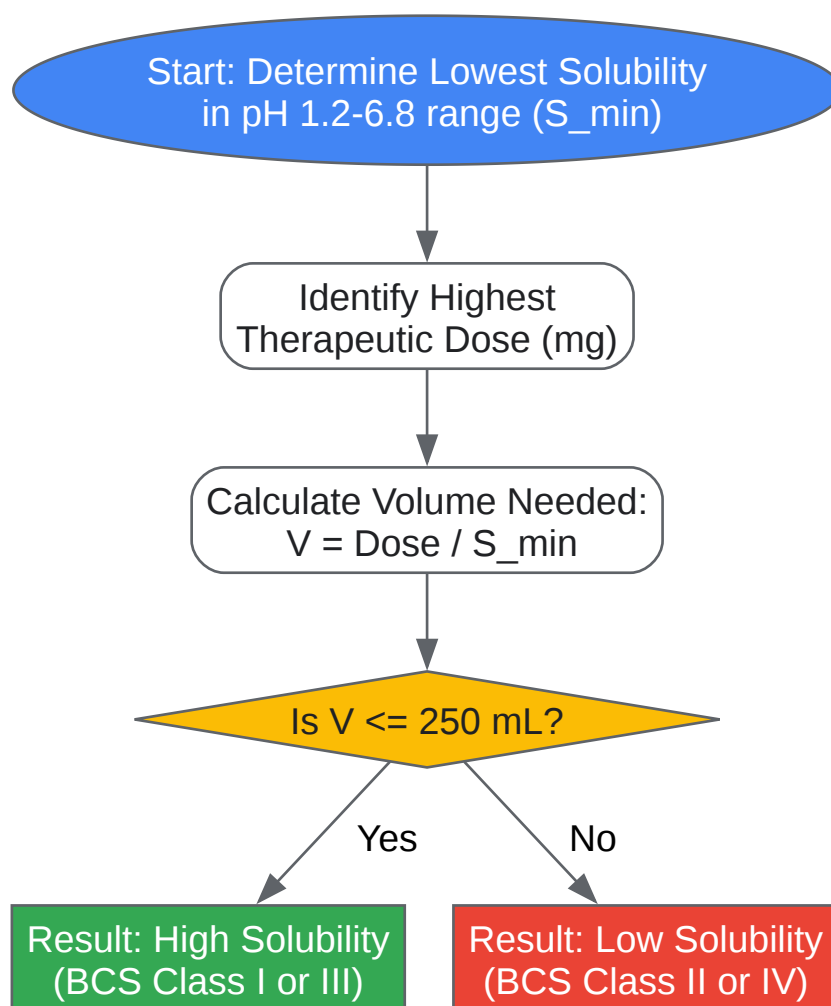 Start: Determine Lowest Solubility
in pH 1.2-6.8 range (S_min)
Identify Highest
Therapeutic Dose (mg)
Calculate Volume Needed:
V = Dose / S_min
Is V <= 250 mL?
Yes
No
Result: High Solubility
(BCS Class I or III)
Result: Low Solubility
(BCS Class II or IV)